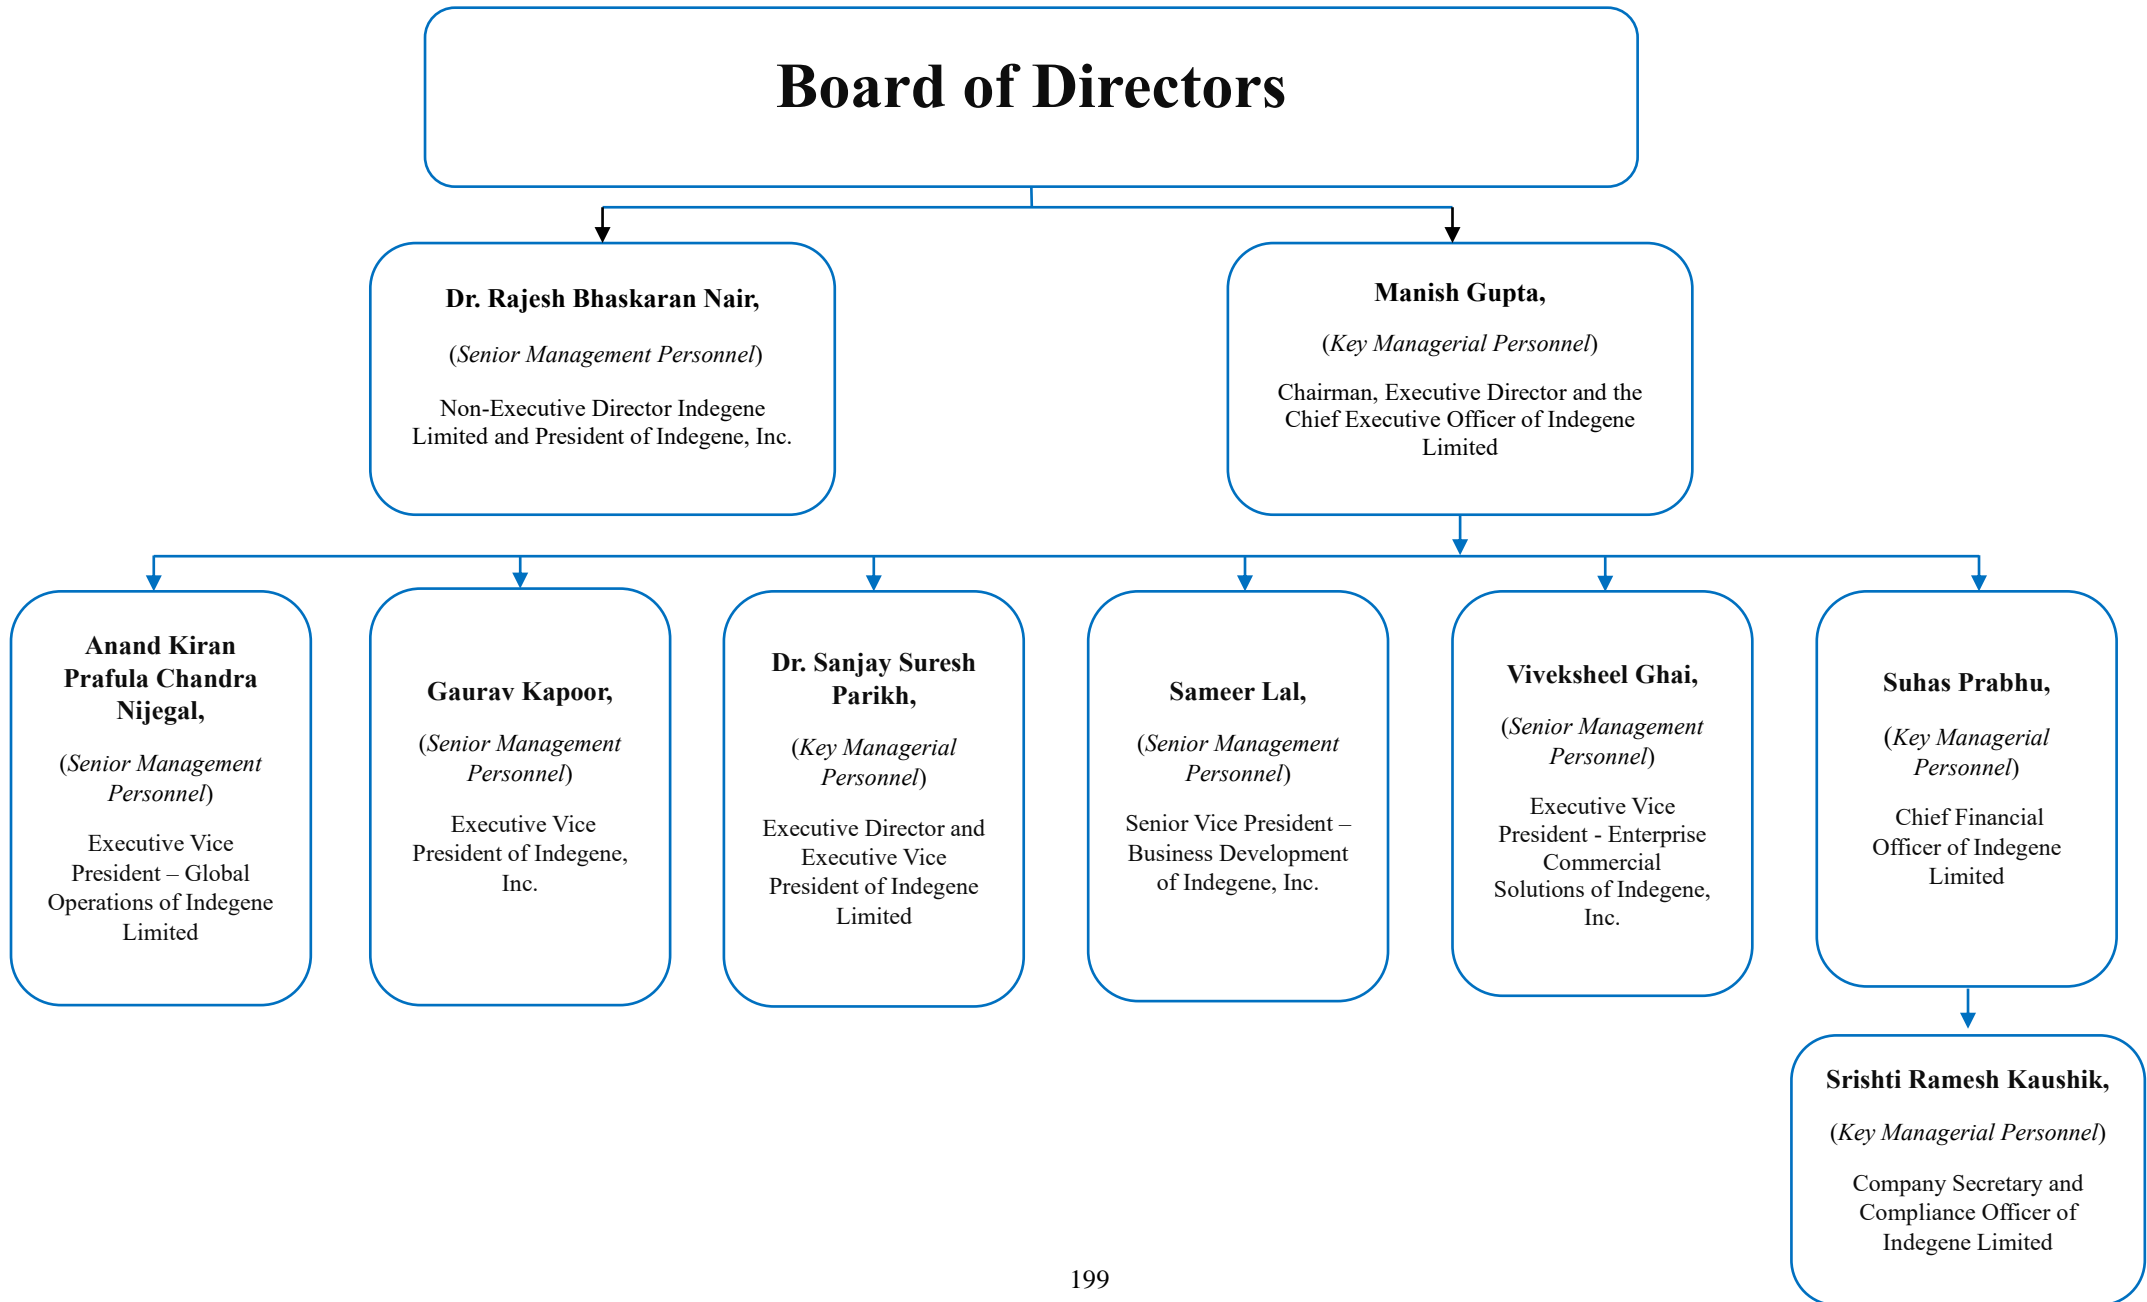 Board of Directors
Dr. Rajesh Bhaskaran Nair,
(Senior Management Personnel)
Non-Executive Director Indegene
Limited and President of Indegene, Inc.
Manish Gupta,
(Key Managerial Personnel)
Chairman, Executive Director and the
Chief Executive Officer of Indegene
Limited
Anand Kiran
Prafula Chandra
Nijegal,
(Senior Management
Personnel)
Executive Vice
President – Global
Operations of Indegene
Limited
Gaurav Kapoor,
(Senior Management
Personnel)
Executive Vice
President of Indegene,
Inc.
Dr. Sanjay Suresh
Parikh,
(Key Managerial
Personnel)
Executive Director and
Executive Vice
President of Indegene
Limited
Sameer Lal,
(Senior Management
Personnel)
Senior Vice President –
Business Development
of Indegene, Inc.
Viveksheel Ghai,
(Senior Management
Personnel)
Executive Vice
President - Enterprise
Commercial
Solutions of Indegene,
Inc.
Suhas Prabhu,
(Key Managerial
Personnel)
Chief Financial
Officer of Indegene
Limited
Srishti Ramesh Kaushik,
(Key Managerial Personnel)
Company Secretary and
Compliance Officer of
Indegene Limited
199